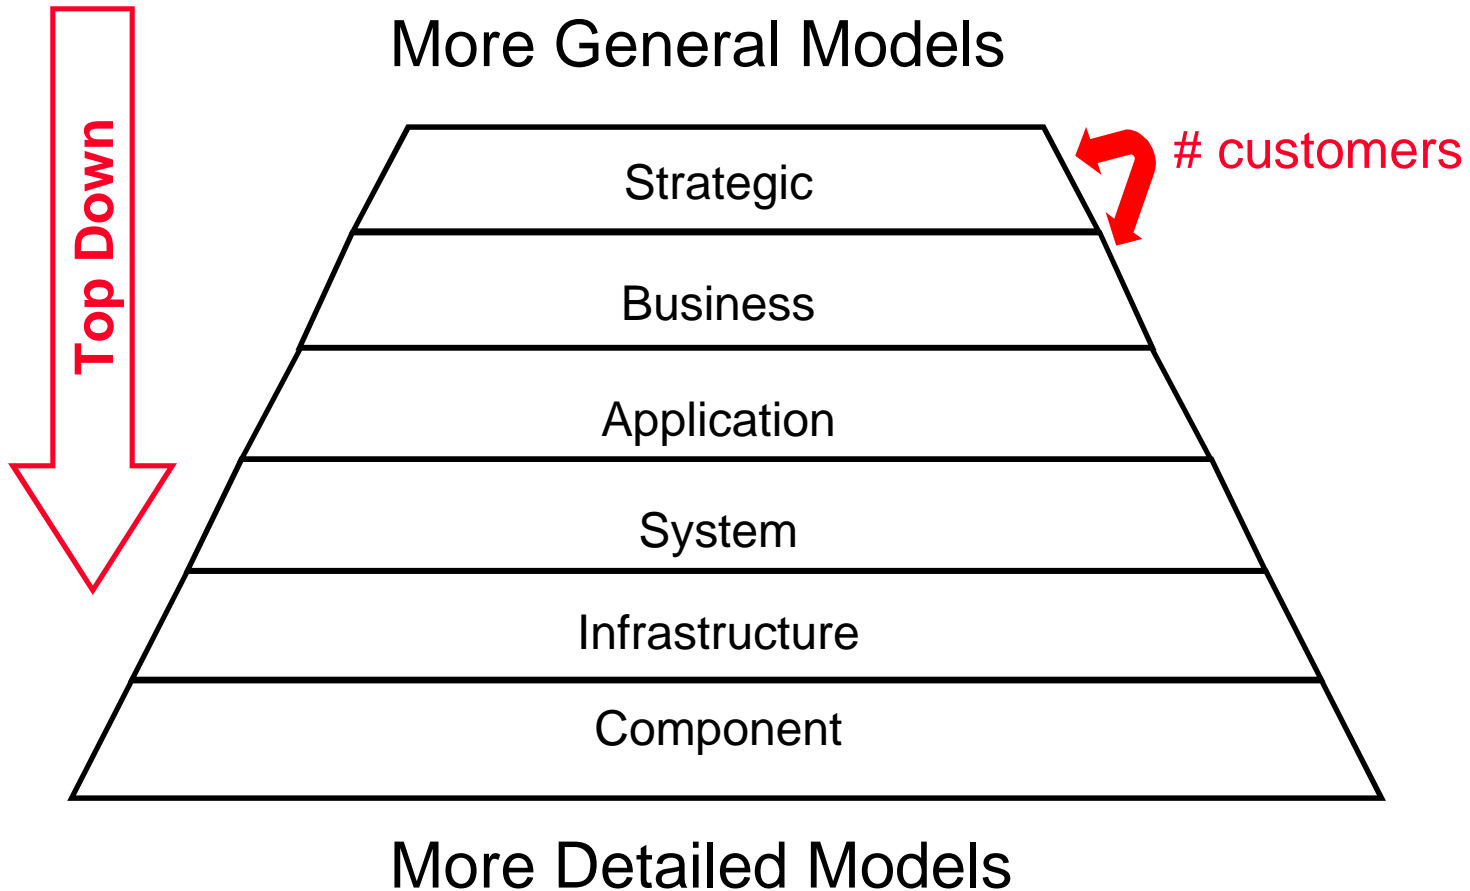 More General Models
Top Down
# customers
Strategic
Business
Application
System
Infrastructure
Component
More Detailed Models